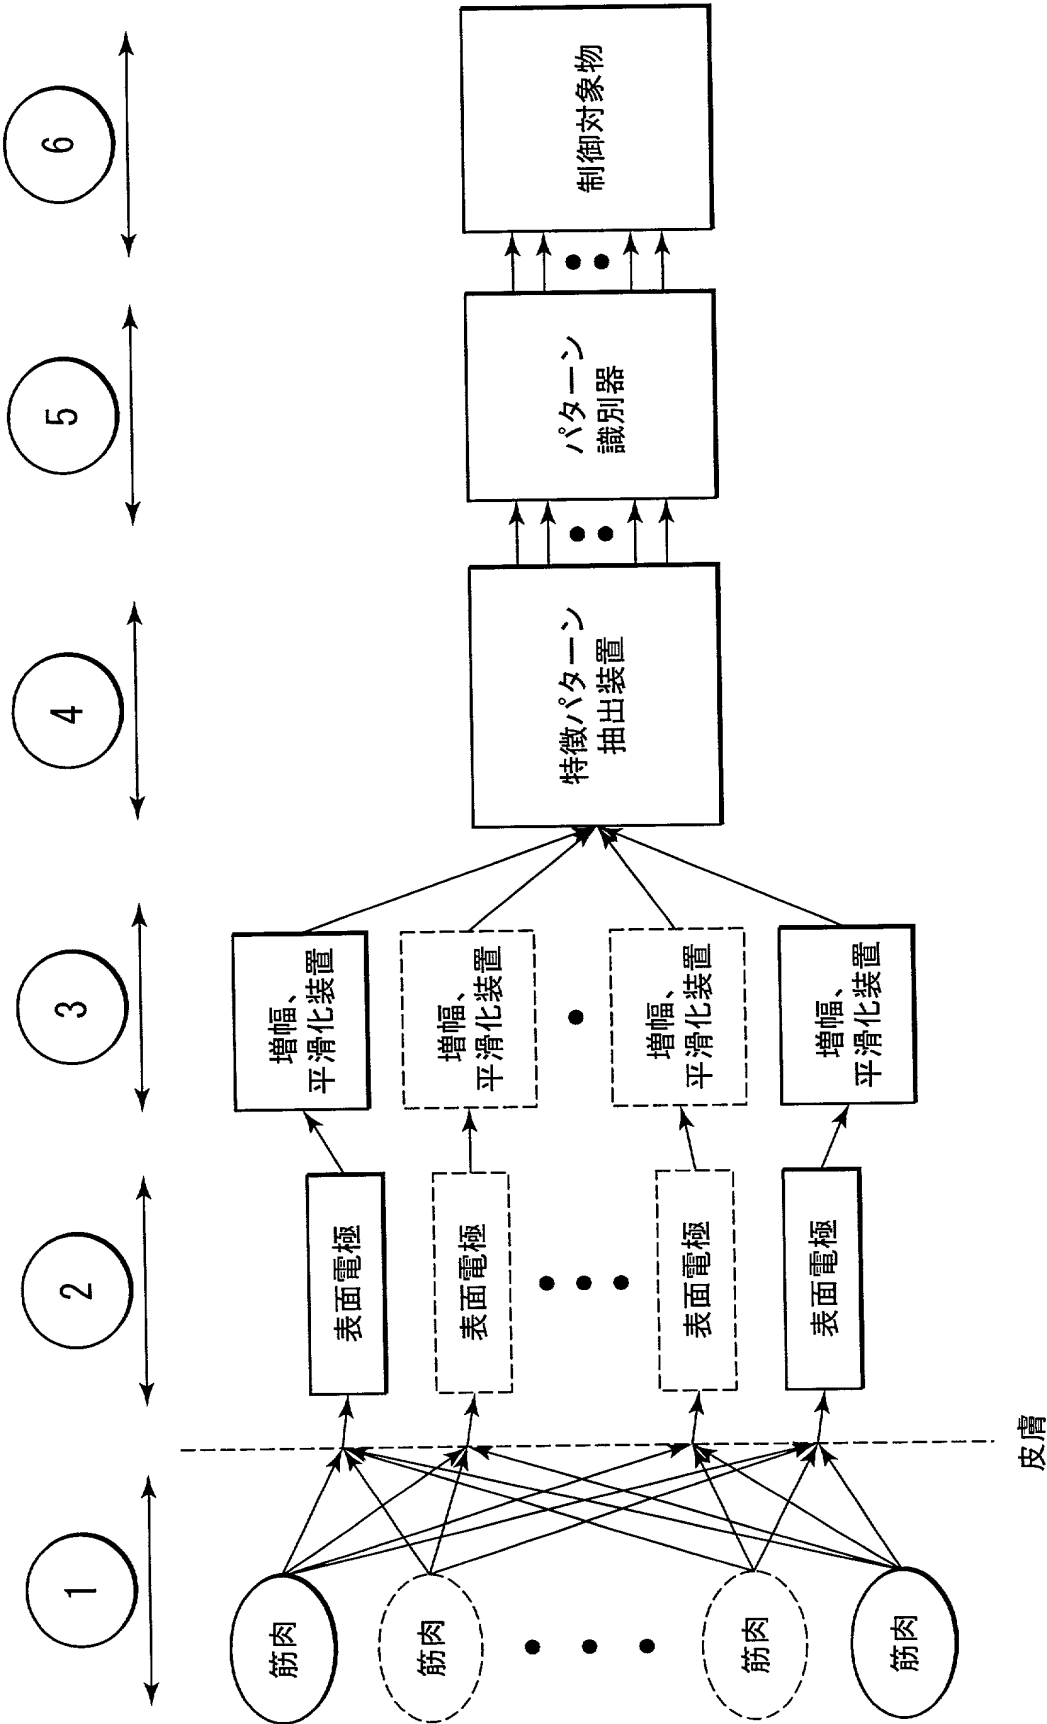 1
2
3
4
5
6
筋肉
筋肉
筋肉
筋肉
皮膚
表面電極
表面電極
表面電極
表面電極
増幅、
平滑化装置
増幅、
平滑化装置
増幅、
平滑化装置
増幅、
平滑化装置
特徴パターン
抽出装置
パターン
識別器
制御対象物